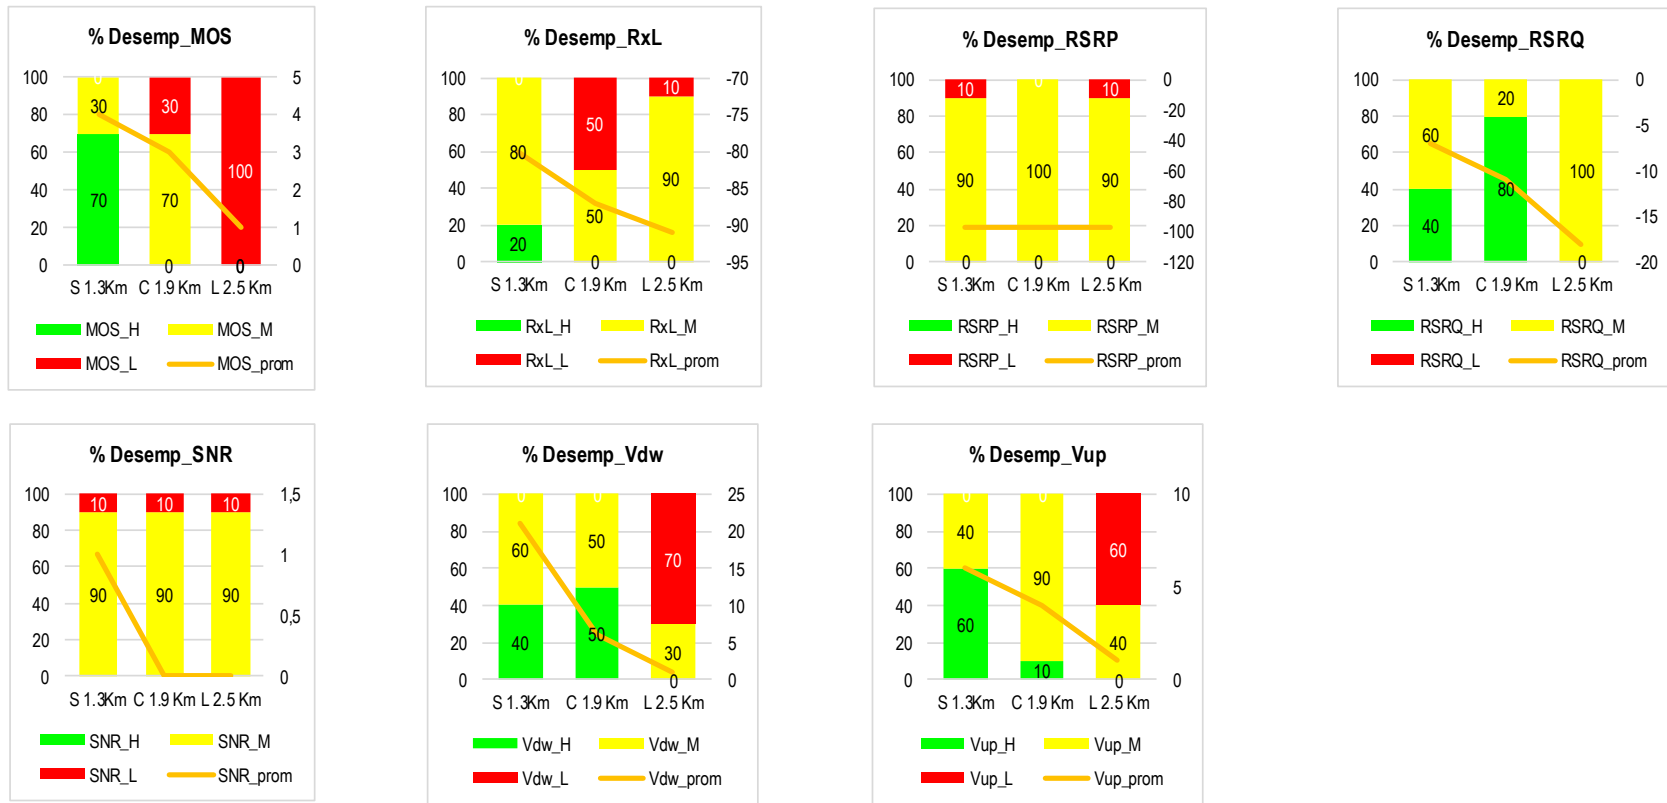 % Desemp_MOS
100 80 60 40 20 0
5 4 3 2 1 0
0
30 30
100
70 70
0 0
S 1.3Km C 1.9 Km L 2.5 Km
MOS_H MOS_M
MOS_L MOS_prom
% Desemp_RxL
100 80 60 40 20 0
-70 -75 -80 -85 -90 -95
0 10
50
80
90
50
20
0 0
S 1.3Km C 1.9 Km L 2.5 Km
RxL_H RxL_M
RxL_L RxL_prom
% Desemp_RSRP
100 80 60 40 20 0
0 -20 -40 -60 -80 -100 -120
10 0 10
90 100 90
0 0 0
S 1.3Km C 1.9 Km L 2.5 Km
RSRP_H RSRP_M
RSRP_L RSRP_prom
% Desemp_RSRQ
100 80 60 40 20 0
0 -5 -10 -15 -20
20
60
100
80
40
0
S 1.3Km C 1.9 Km L 2.5 Km
RSRQ_H RSRQ_M
RSRQ_L RSRQ_prom
% Desemp_SNR
100 80 60 40 20 0
1,5 1 0,5 0
10 10 10
90 90 90
S 1.3Km C 1.9 Km L 2.5 Km
SNR_H SNR_M
SNR_L SNR_prom
% Desemp_Vdw
100 80 60 40 20 0
25 20 15 10 5 0
0 0
60 50 70
40 50 30
0
S 1.3Km C 1.9 Km L 2.5 Km
Vdw_H Vdw_M
Vdw_L Vdw_prom
% Desemp_Vup
100 80 60 40 20 0
10 5 0
0 0
40 60
90
60
10 40
0
S 1.3Km C 1.9 Km L 2.5 Km
Vup_H Vup_M
Vup_L Vup_prom